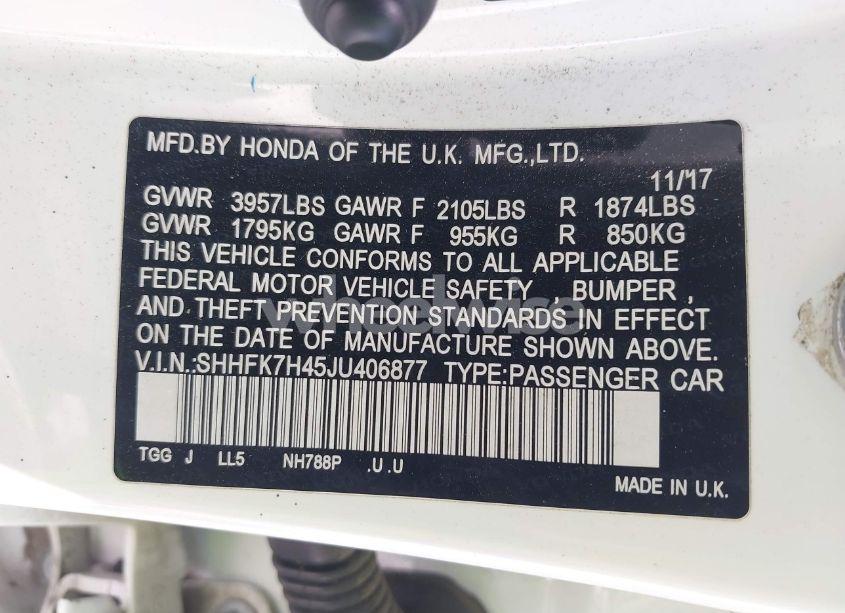 MFD.BY HONDA OF THE U.K. MFG.,LTD.
11/17
GVWR 3957LBS GAWR F 2105LBS R 1874LBS
GVWR 1795KG GAWR F 955KG R 850KG
THIS VEHICLE CONFORMS TO ALL APPLICABLE
FEDERAL MOTOR VEHICLE SAFETY , BUMPER ,
AND THEFT PREVENTION STANDARDS IN EFFECT
ON THE DATE OF MANUFACTURE SHOWN ABOVE.
V.I.N.:SHHFK7H45JU406877 TYPE:PASSENGER CAR
TGG J LL5 NH788P .U .U
MADE IN U.K.
wheelwise